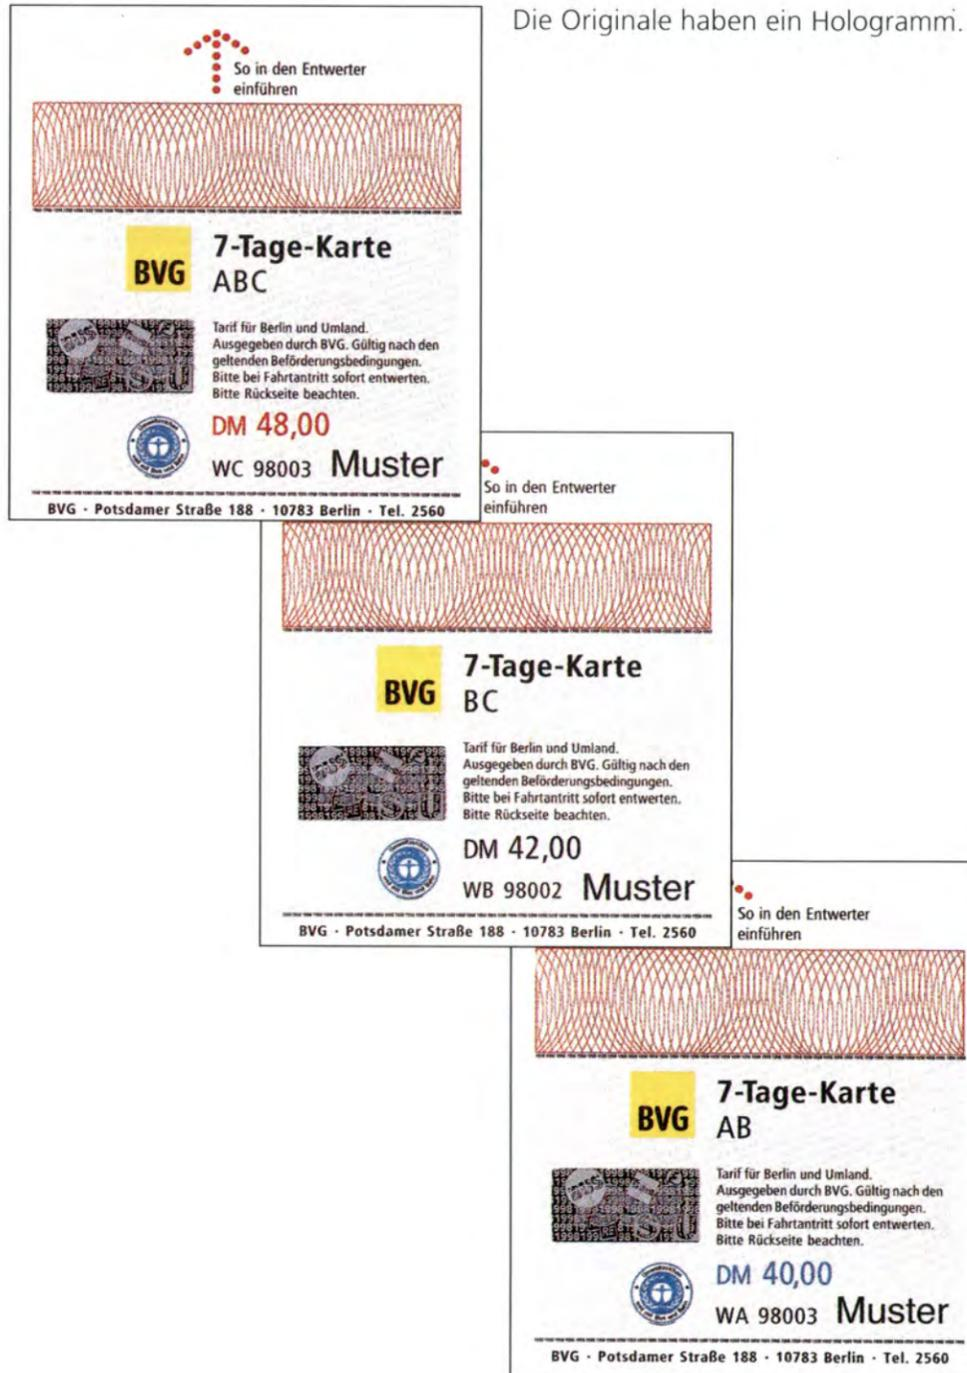 Die Originale haben ein Hologramm.
So in den Entwerter
einführen
BVG
7-Tage-Karte
ABC
Tarif für Berlin und Umland.
Ausgegeben durch BVG. Gültig nach den
geltenden Beförderungsbedingungen.
Bitte bei Fahrtantritt sofort entwerten.
Bitte Rückseite beachten.
DM 48,00
WC 98003 Muster
BVG · Potsdamer Straße 188 · 10783 Berlin · Tel. 2560
So in den Entwerter
einführen
BVG
7-Tage-Karte
BC
Tarif für Berlin und Umland.
Ausgegeben durch BVG. Gültig nach den
geltenden Beförderungsbedingungen.
Bitte bei Fahrtantritt sofort entwerten.
Bitte Rückseite beachten.
DM 42,00
WB 98002 Muster
BVG · Potsdamer Straße 188 · 10783 Berlin · Tel. 2560
So in den Entwerter
einführen
BVG
7-Tage-Karte
AB
Tarif für Berlin und Umland.
Ausgegeben durch BVG. Gültig nach den
geltenden Beförderungsbedingungen.
Bitte bei Fahrtantritt sofort entwerten.
Bitte Rückseite beachten.
DM 40,00
WA 98003 Muster
BVG · Potsdamer Straße 188 · 10783 Berlin · Tel. 2560